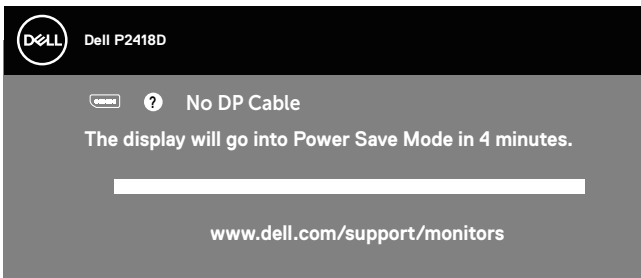 DELL
Dell P2418D
? No DP Cable
The display will go into Power Save Mode in 4 minutes.
www.dell.com/support/monitors